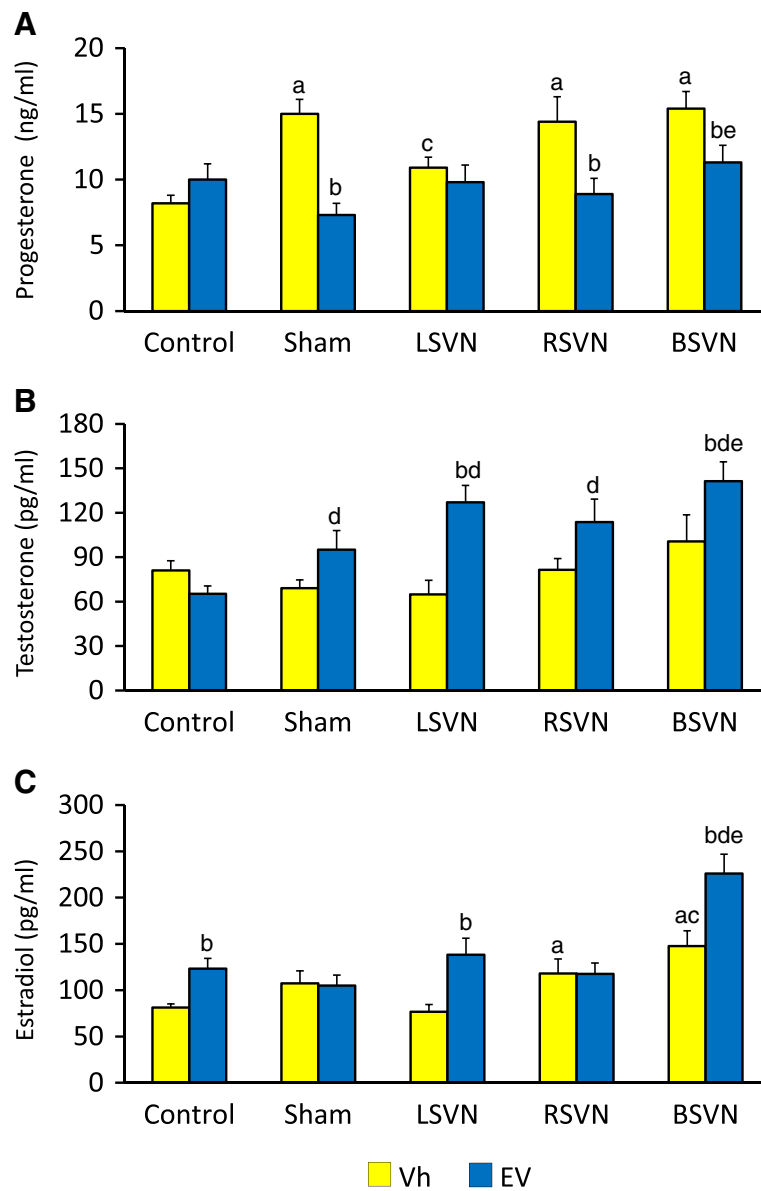 A
Progesterone (ng/ml)
20
15
10
5
0
a
b
c
a
b
a
be
Control Sham LSVN RSVN BSVN
B
Testosterone (pg/ml)
180
150
120
90
60
30
0
d
bd
d
bde
Control Sham LSVN RSVN BSVN
C
Estradiol (pg/ml)
300
250
200
150
100
50
0
b
b
a
ac
bde
Control Sham LSVN RSVN BSVN
Vh EV